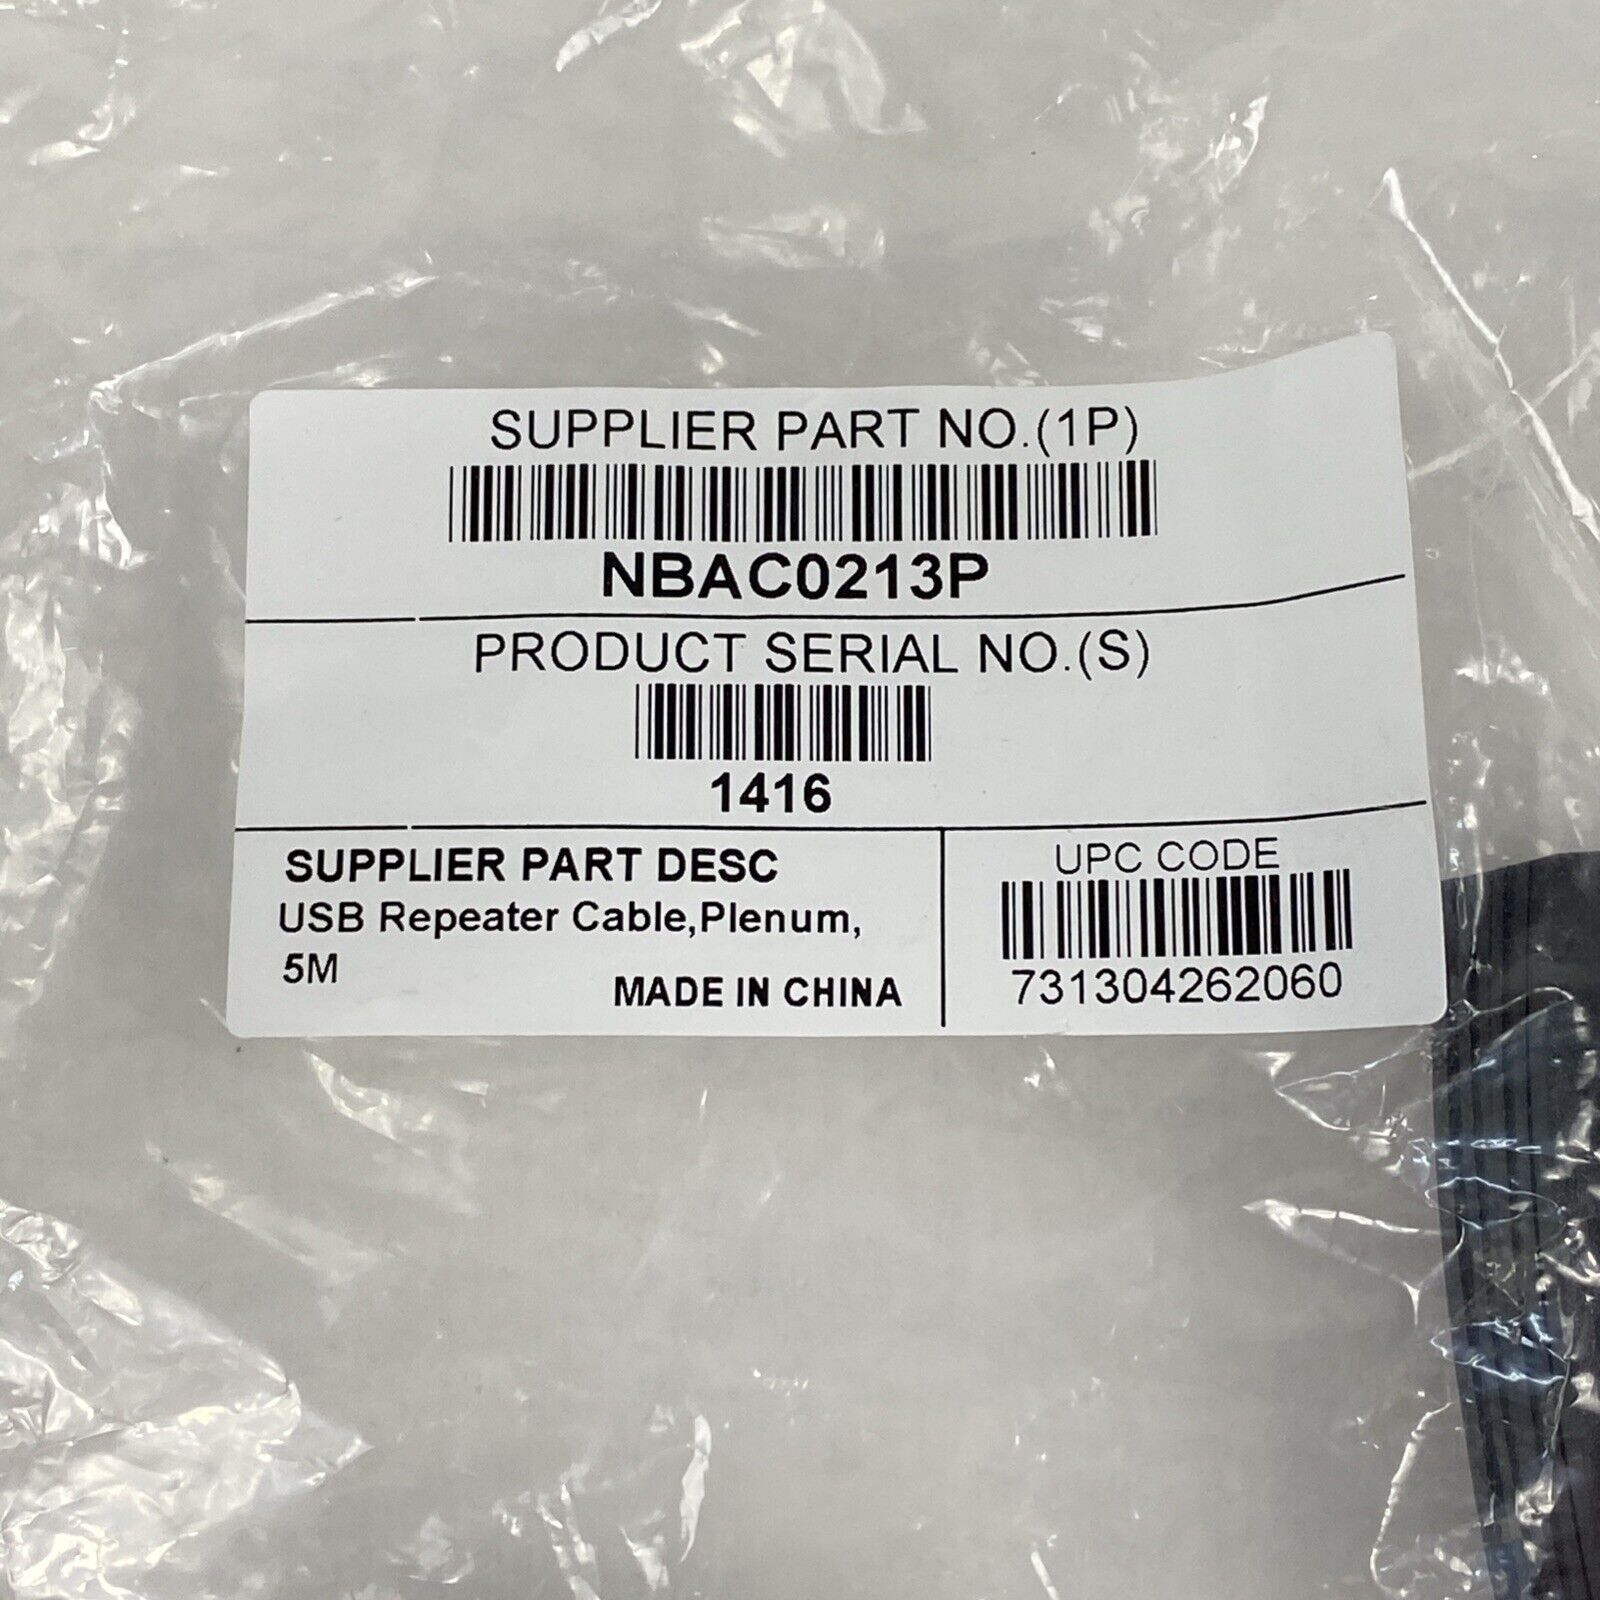 SUPPLIER PART NO.(1P)
NBAC0213P
PRODUCT SERIAL NO.(S)
1416
SUPPLIER PART DESC
USB Repeater Cable,Plenum,
5M
MADE IN CHINA
UPC CODE
731304262060